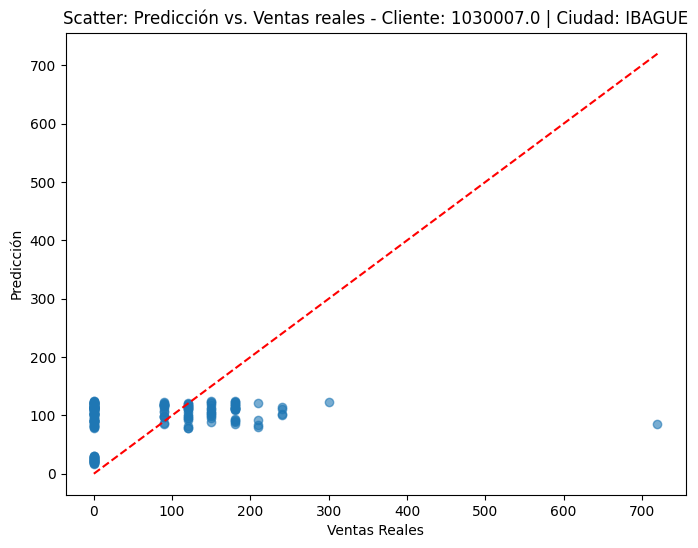 Scatter: Predicción vs. Ventas reales - Cliente: 1030007.0 | Ciudad: IBAGUE
700
600
500
400
300
200
100
0
Predicción
0 100 200 300 400 500 600 700
Ventas Reales